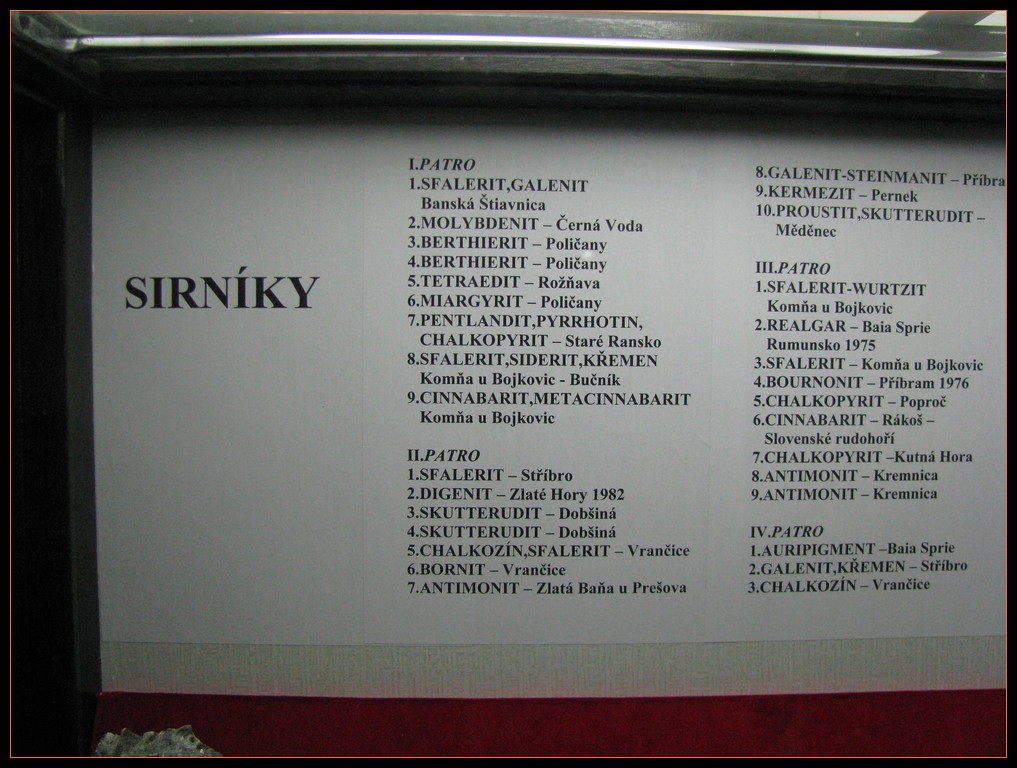 SIRNÍKY
I.PATRO
1.SFALERIT,GALENIT
Banská Štiavnica
2.MOLYBDENIT – Černá Voda
3.BERTHIERIT – Poličany
4.BERTHIERIT – Poličany
5.TETRAEDIT – Rožňava
6.MIARGYRIT – Poličany
7.PENTLANDIT,PYRRHOTIN,
CHALKOPYRIT – Staré Ransko
8.SFALERIT,SIDERIT,KŘEMEN
Komňa u Bojkovic - Bučník
9.CINNABARIT,METACINNABARIT
Komňa u Bojkovic
II.PATRO
1.SFALERIT – Stříbro
2.DIGENIT – Zlaté Hory 1982
3.SKUTTERUDIT – Dobšiná
4.SKUTTERUDIT – Dobšiná
5.CHALKOZÍN,SFALERIT – Vrančice
6.BORNIT – Vrančice
7.ANTIMONIT – Zlatá Baňa u Prešova
8.GALENIT-STEINMANIT – Příbra
9.KERMEZIT – Pernek
10.PROUSTIT,SKUTTERUDIT –
Měděnec
III.PATRO
1.SFALERIT-WURTZIT
Komňa u Bojkovic
2.REALGAR – Baia Sprie
Rumunsko 1975
3.SFALERIT – Komňa u Bojkovic
4.BOURNONIT – Příbram 1976
5.CHALKOPYRIT – Poproč
6.CINNABARIT – Rákoš –
Slovenské rudohoří
7.CHALKOPYRIT –Kutná Hora
8.ANTIMONIT – Kremnica
9.ANTIMONIT – Kremnica
IV.PATRO
1.AURIPIGMENT –Baia Sprie
2.GALENIT,KŘEMEN – Stříbro
3.CHALKOZÍN – Vrančice